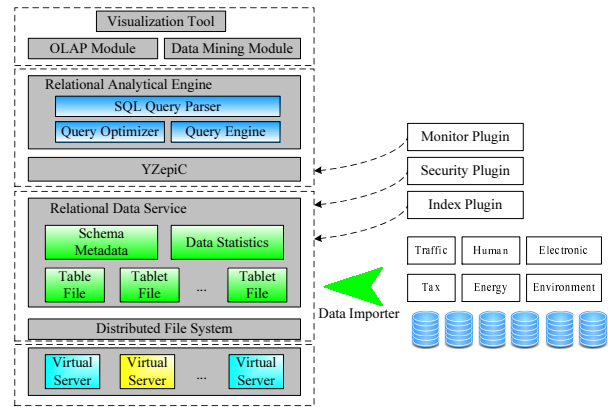 Visualization Tool
OLAP Module
Data Mining Module
Relational Analytical Engine
SQL Query Parser
Query Optimizer
Query Engine
YZepiC
Relational Data Service
Schema
Metadata
Data Statistics
Table
File
Tablet
File
...
Tablet
File
Distributed File System
Virtual
Server
Virtual
Server
...
Virtual
Server
Monitor Plugin
Security Plugin
Index Plugin
Traffic
Human
Electronic
Tax
Energy
Environment
Data Importer